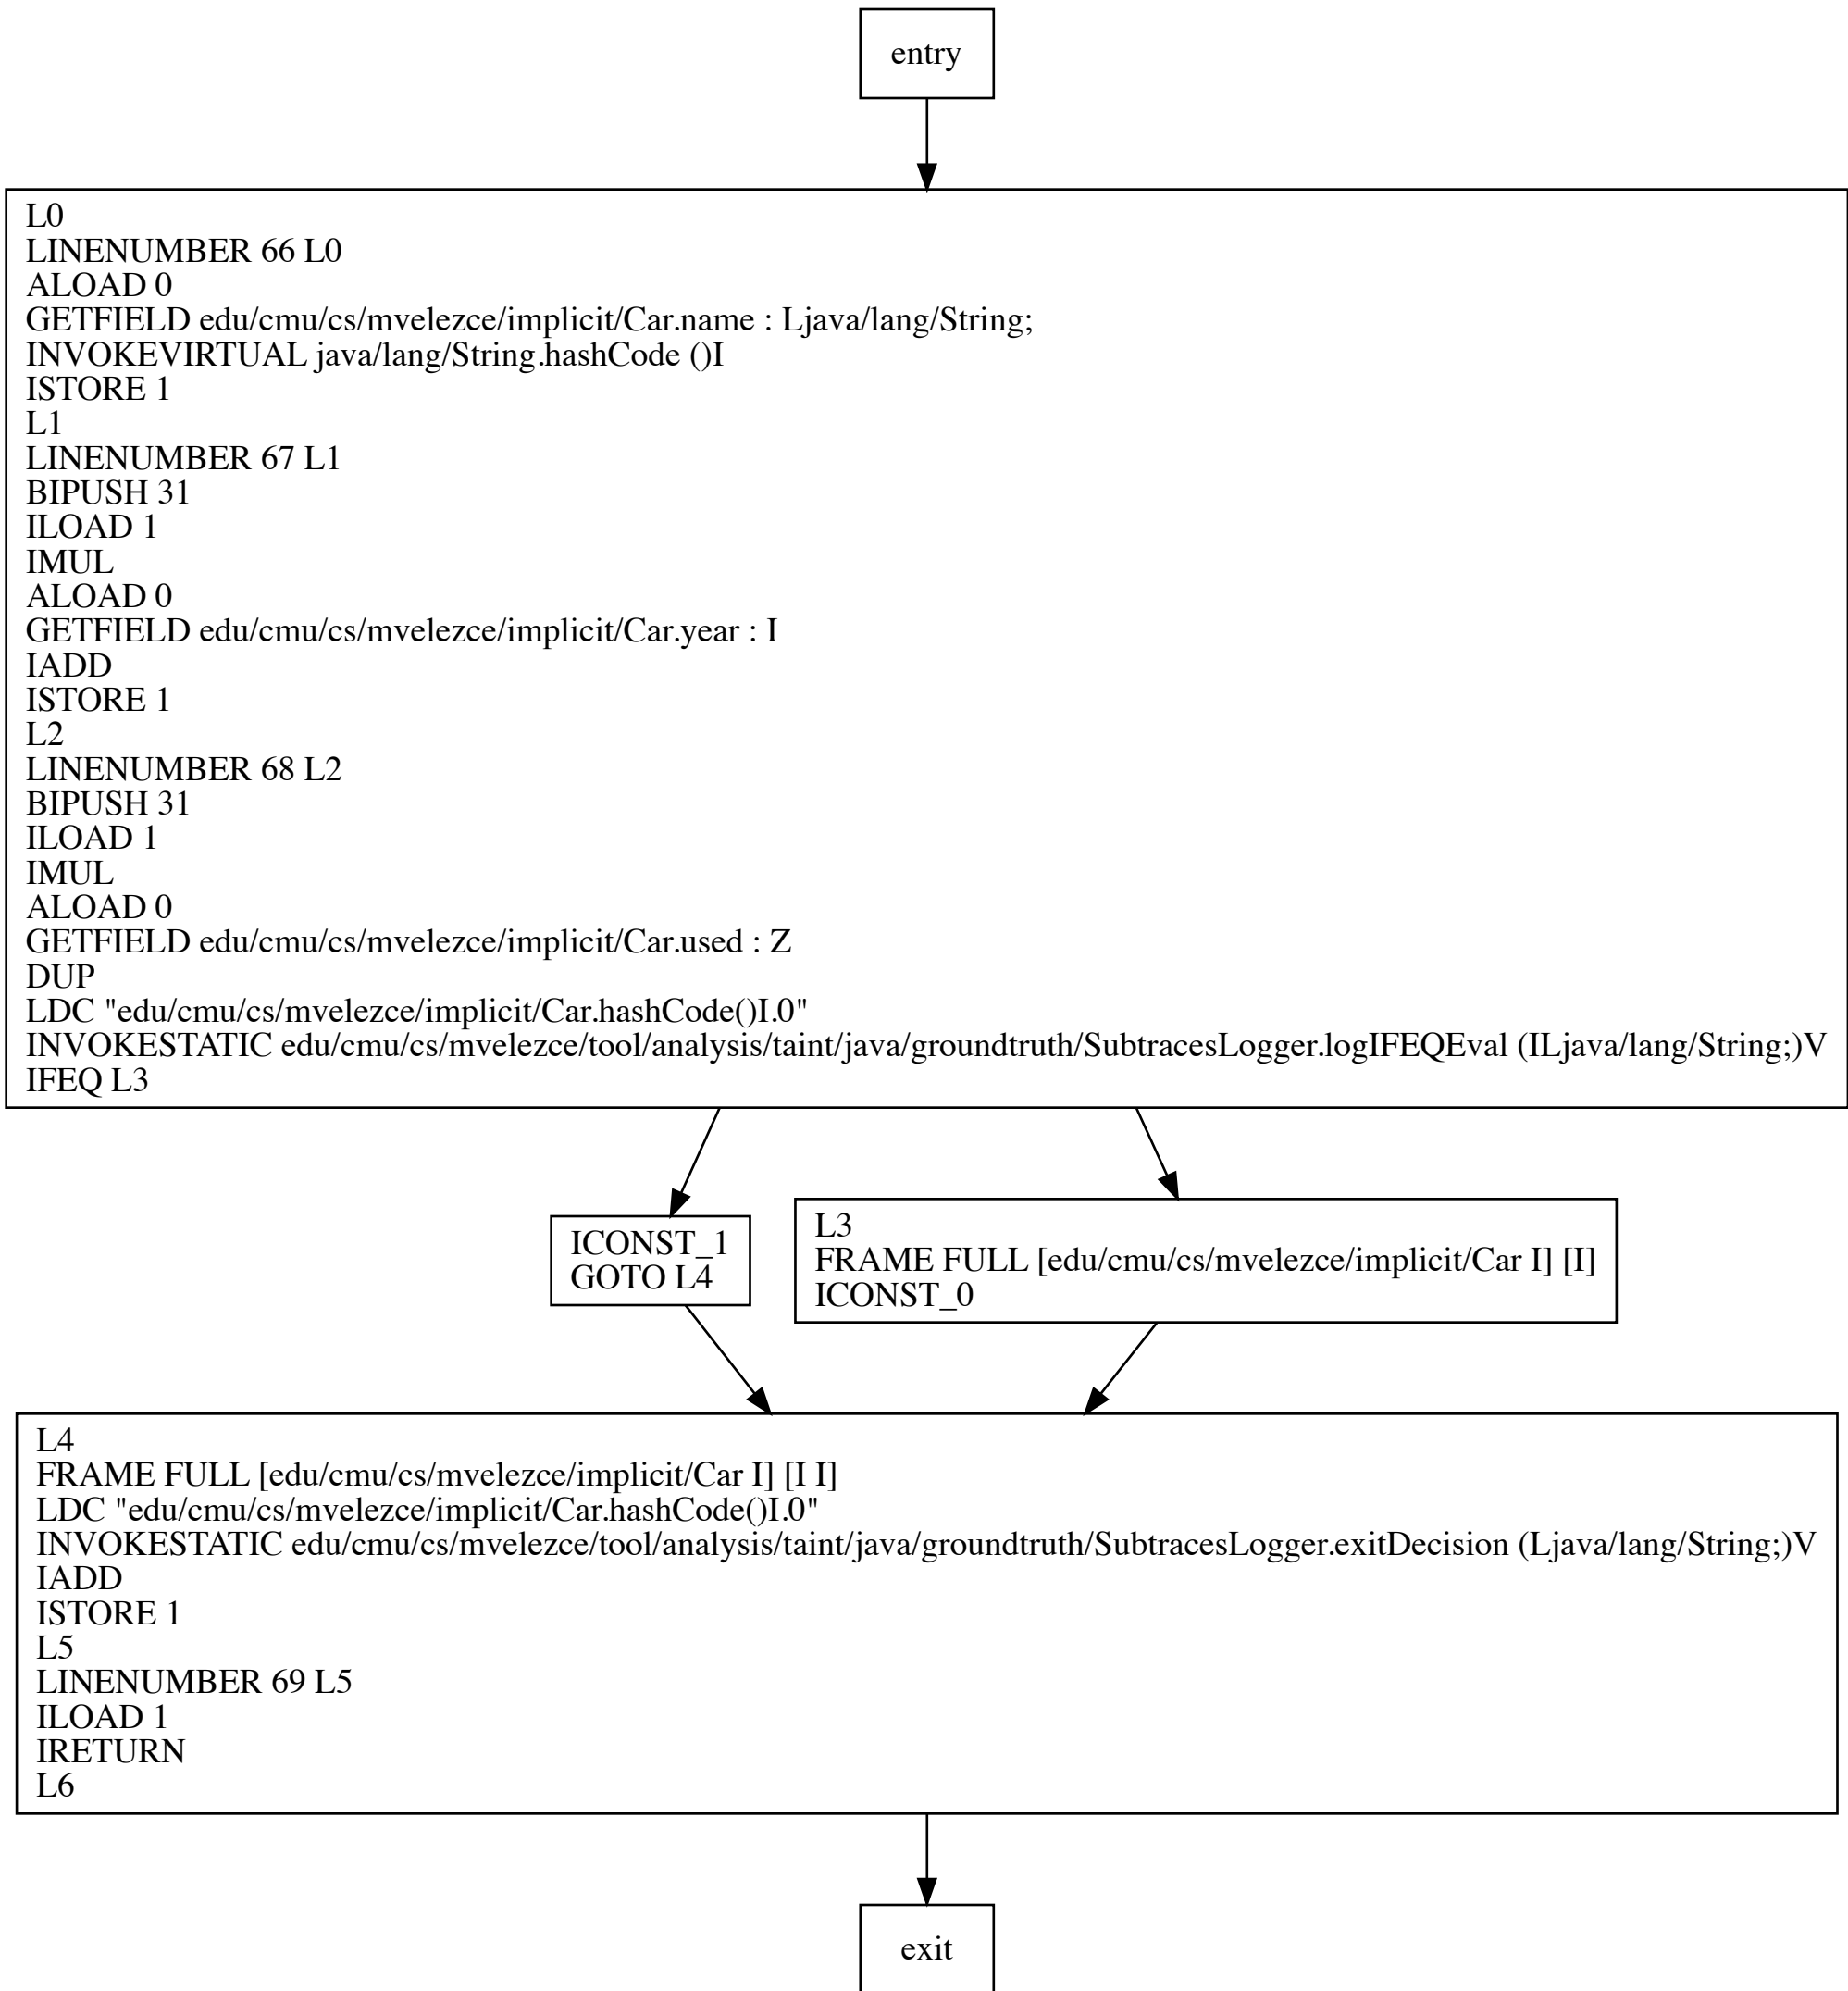 entry
L0
LINENUMBER 66 L0
ALOAD 0
GETFIELD edu/cmu/cs/mvelezce/implicit/Car.name : Ljava/lang/String;
INVOKEVIRTUAL java/lang/String.hashCode ()I
ISTORE 1
L1
LINENUMBER 67 L1
BIPUSH 31
ILOAD 1
IMUL
ALOAD 0
GETFIELD edu/cmu/cs/mvelezce/implicit/Car.year : I
IADD
ISTORE 1
L2
LINENUMBER 68 L2
BIPUSH 31
ILOAD 1
IMUL
ALOAD 0
GETFIELD edu/cmu/cs/mvelezce/implicit/Car.used : Z
DUP
LDC "edu/cmu/cs/mvelezce/implicit/Car.hashCode()I.0"
INVOKESTATIC edu/cmu/cs/mvelezce/tool/analysis/taint/java/groundtruth/SubtracesLogger.logIFEQEval (ILjava/lang/String;)V
IFEQ L3
ICONST_1
GOTO L4
L3
FRAME FULL [edu/cmu/cs/mvelezce/implicit/Car I] [I]
ICONST_0
L4
FRAME FULL [edu/cmu/cs/mvelezce/implicit/Car I] [I I]
LDC "edu/cmu/cs/mvelezce/implicit/Car.hashCode()I.0"
INVOKESTATIC edu/cmu/cs/mvelezce/tool/analysis/taint/java/groundtruth/SubtracesLogger.exitDecision (Ljava/lang/String;)V
IADD
ISTORE 1
L5
LINENUMBER 69 L5
ILOAD 1
IRETURN
L6
exit